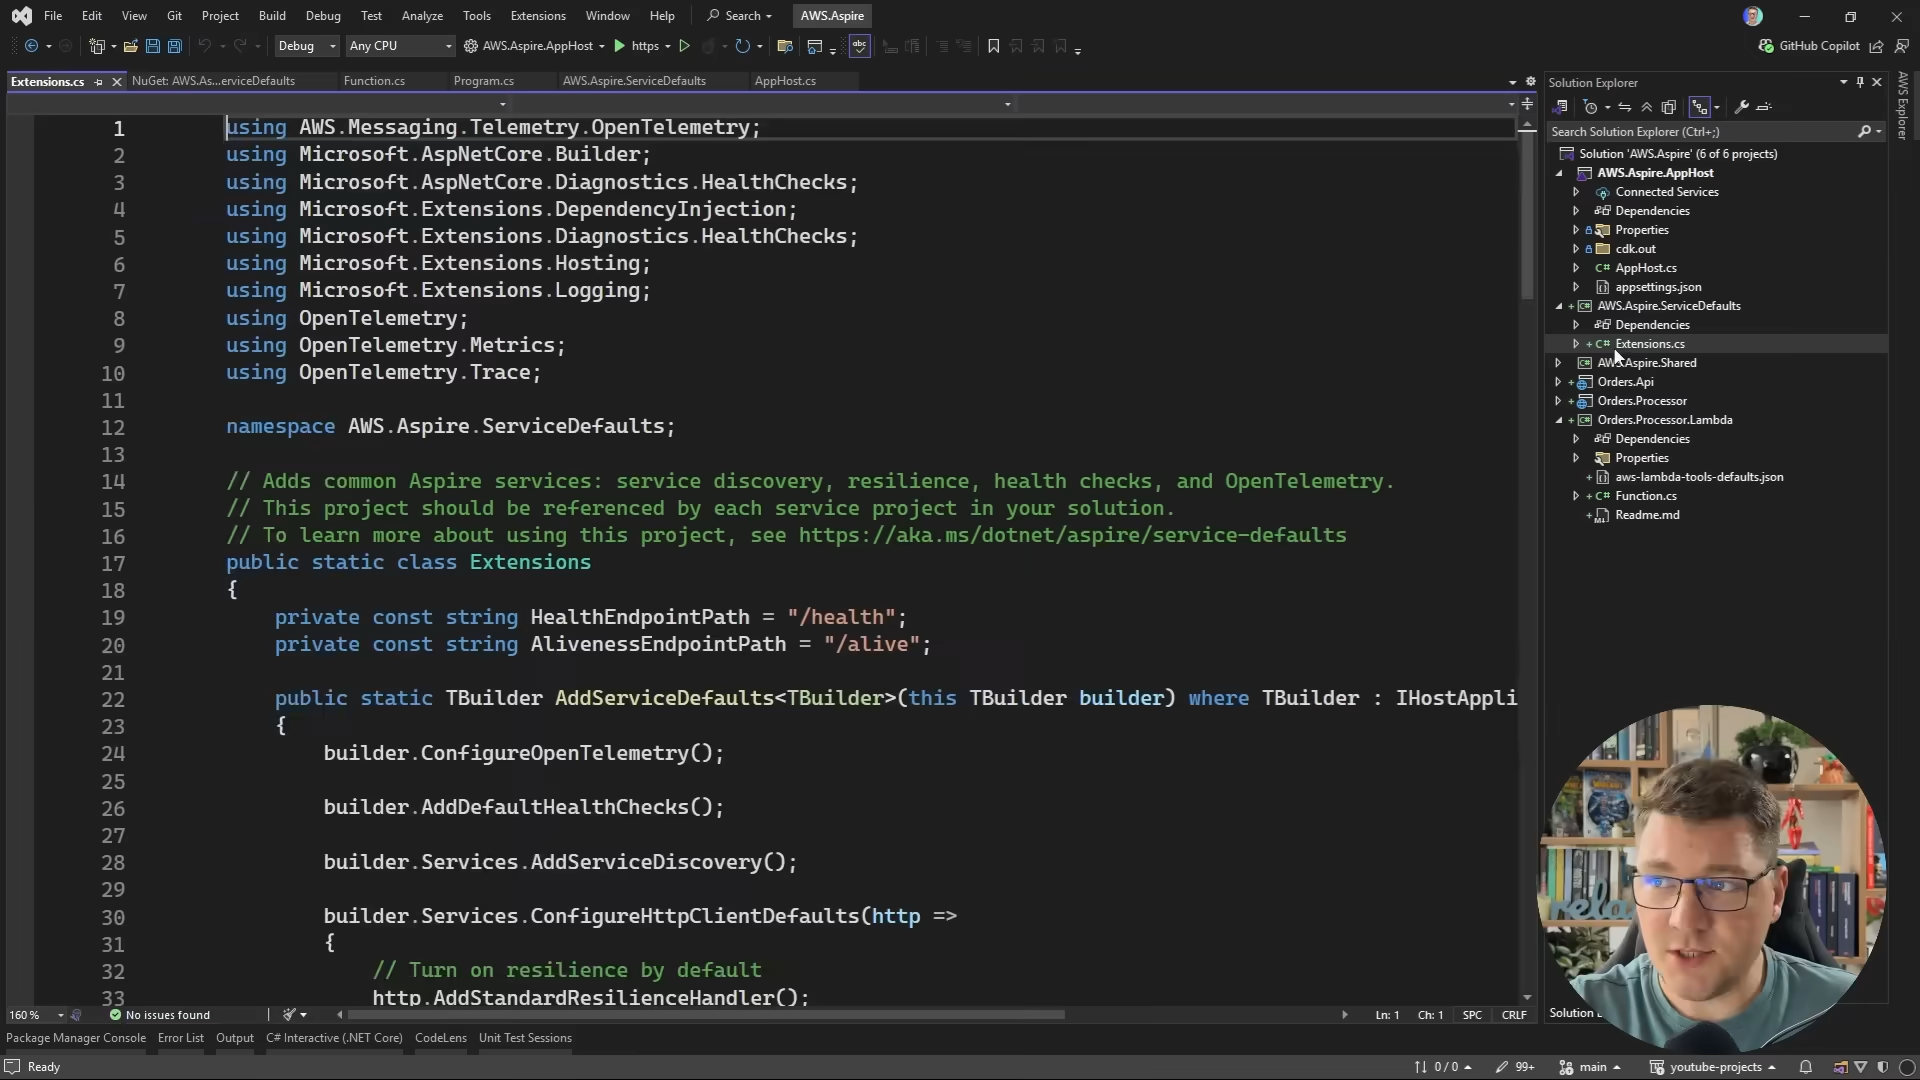 File Edit View Git Project Build Debug Test Analyze Tools Extensions Window Help Search AWS.Aspire
Debug Any CPU AWS.Aspire.AppHost https GitHub Copilot
Extensions.cs NuGet: AWS.As...erviceDefaults Function.cs Program.cs AWS.Aspire.ServiceDefaults AppHost.cs
1 using AWS.Messaging.Telemetry.OpenTelemetry;
2 using Microsoft.AspNetCore.Builder;
3 using Microsoft.AspNetCore.Diagnostics.HealthChecks;
4 using Microsoft.Extensions.DependencyInjection;
5 using Microsoft.Extensions.Diagnostics.HealthChecks;
6 using Microsoft.Extensions.Hosting;
7 using Microsoft.Extensions.Logging;
8 using OpenTelemetry;
9 using OpenTelemetry.Metrics;
10 using OpenTelemetry.Trace;
11
12 namespace AWS.Aspire.ServiceDefaults;
13
14 // Adds common Aspire services: service discovery, resilience, health checks, and OpenTelemetry.
15 // This project should be referenced by each service project in your solution.
16 // To learn more about using this project, see https://aka.ms/dotnet/aspire/service-defaults
17 public static class Extensions
18 {
19 private const string HealthEndpointPath = "/health";
20 private const string AlivenessEndpointPath = "/alive";
21
22 public static TBuilder AddServiceDefaults<TBuilder>(this TBuilder builder) where TBuilder : IHostAppli
23 {
24 builder.ConfigureOpenTelemetry();
25
26 builder.AddDefaultHealthChecks();
27
28 builder.Services.AddServiceDiscovery();
29
30 builder.Services.ConfigureHttpClientDefaults(http =>
31 {
32 // Turn on resilience by default
33 http.AddStandardResilienceHandler();
Solution Explorer
Search Solution Explorer (Ctrl+;)
Solution 'AWS.Aspire' (6 of 6 projects)
AWS.Aspire.AppHost
Connected Services
Dependencies
Properties
cdk.out
AppHost.cs
appsettings.json
AWS.Aspire.ServiceDefaults
Dependencies
Extensions.cs
AWS.Aspire.Shared
Orders.Api
Orders.Processor
Orders.Processor.Lambda
Dependencies
Properties
aws-lambda-tools-defaults.json
Function.cs
Readme.md
AWS Explorer
160 % No issues found Ln: 1 Ch: 1 SPC CRLF Solution E
Package Manager Console Error List Output C# Interactive (.NET Core) CodeLens Unit Test Sessions
Ready 0 / 0 99+ main youtube-projects